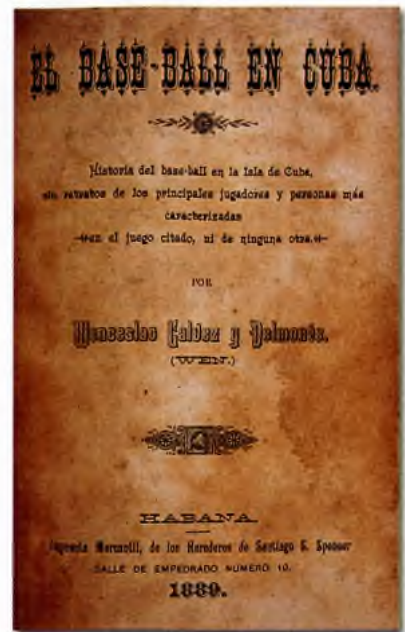 EL BASE-BALL EN CUBA.
Historia del base-ball en la Isla de Cuba,
sin retratos de los principales jugadores y personas más
caracterizadas
en el juego citado, ni de ninguna otra.
POR
Wenceslao Galvez y Delmonte.
(WEN.)
HABANA
Imprenta Mercantil, de los Herederos de Santiago S. Spencer
CALLE DE EMPEDRADO NUMERO 10.
1889.